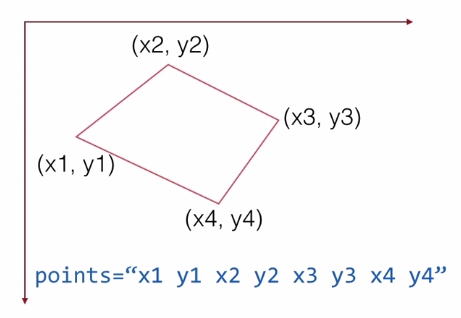 (x2, y2)
(x3, y3)
(x1, y1)
(x4, y4)
points=“x1 y1 x2 y2 x3 y3 x4 y4”